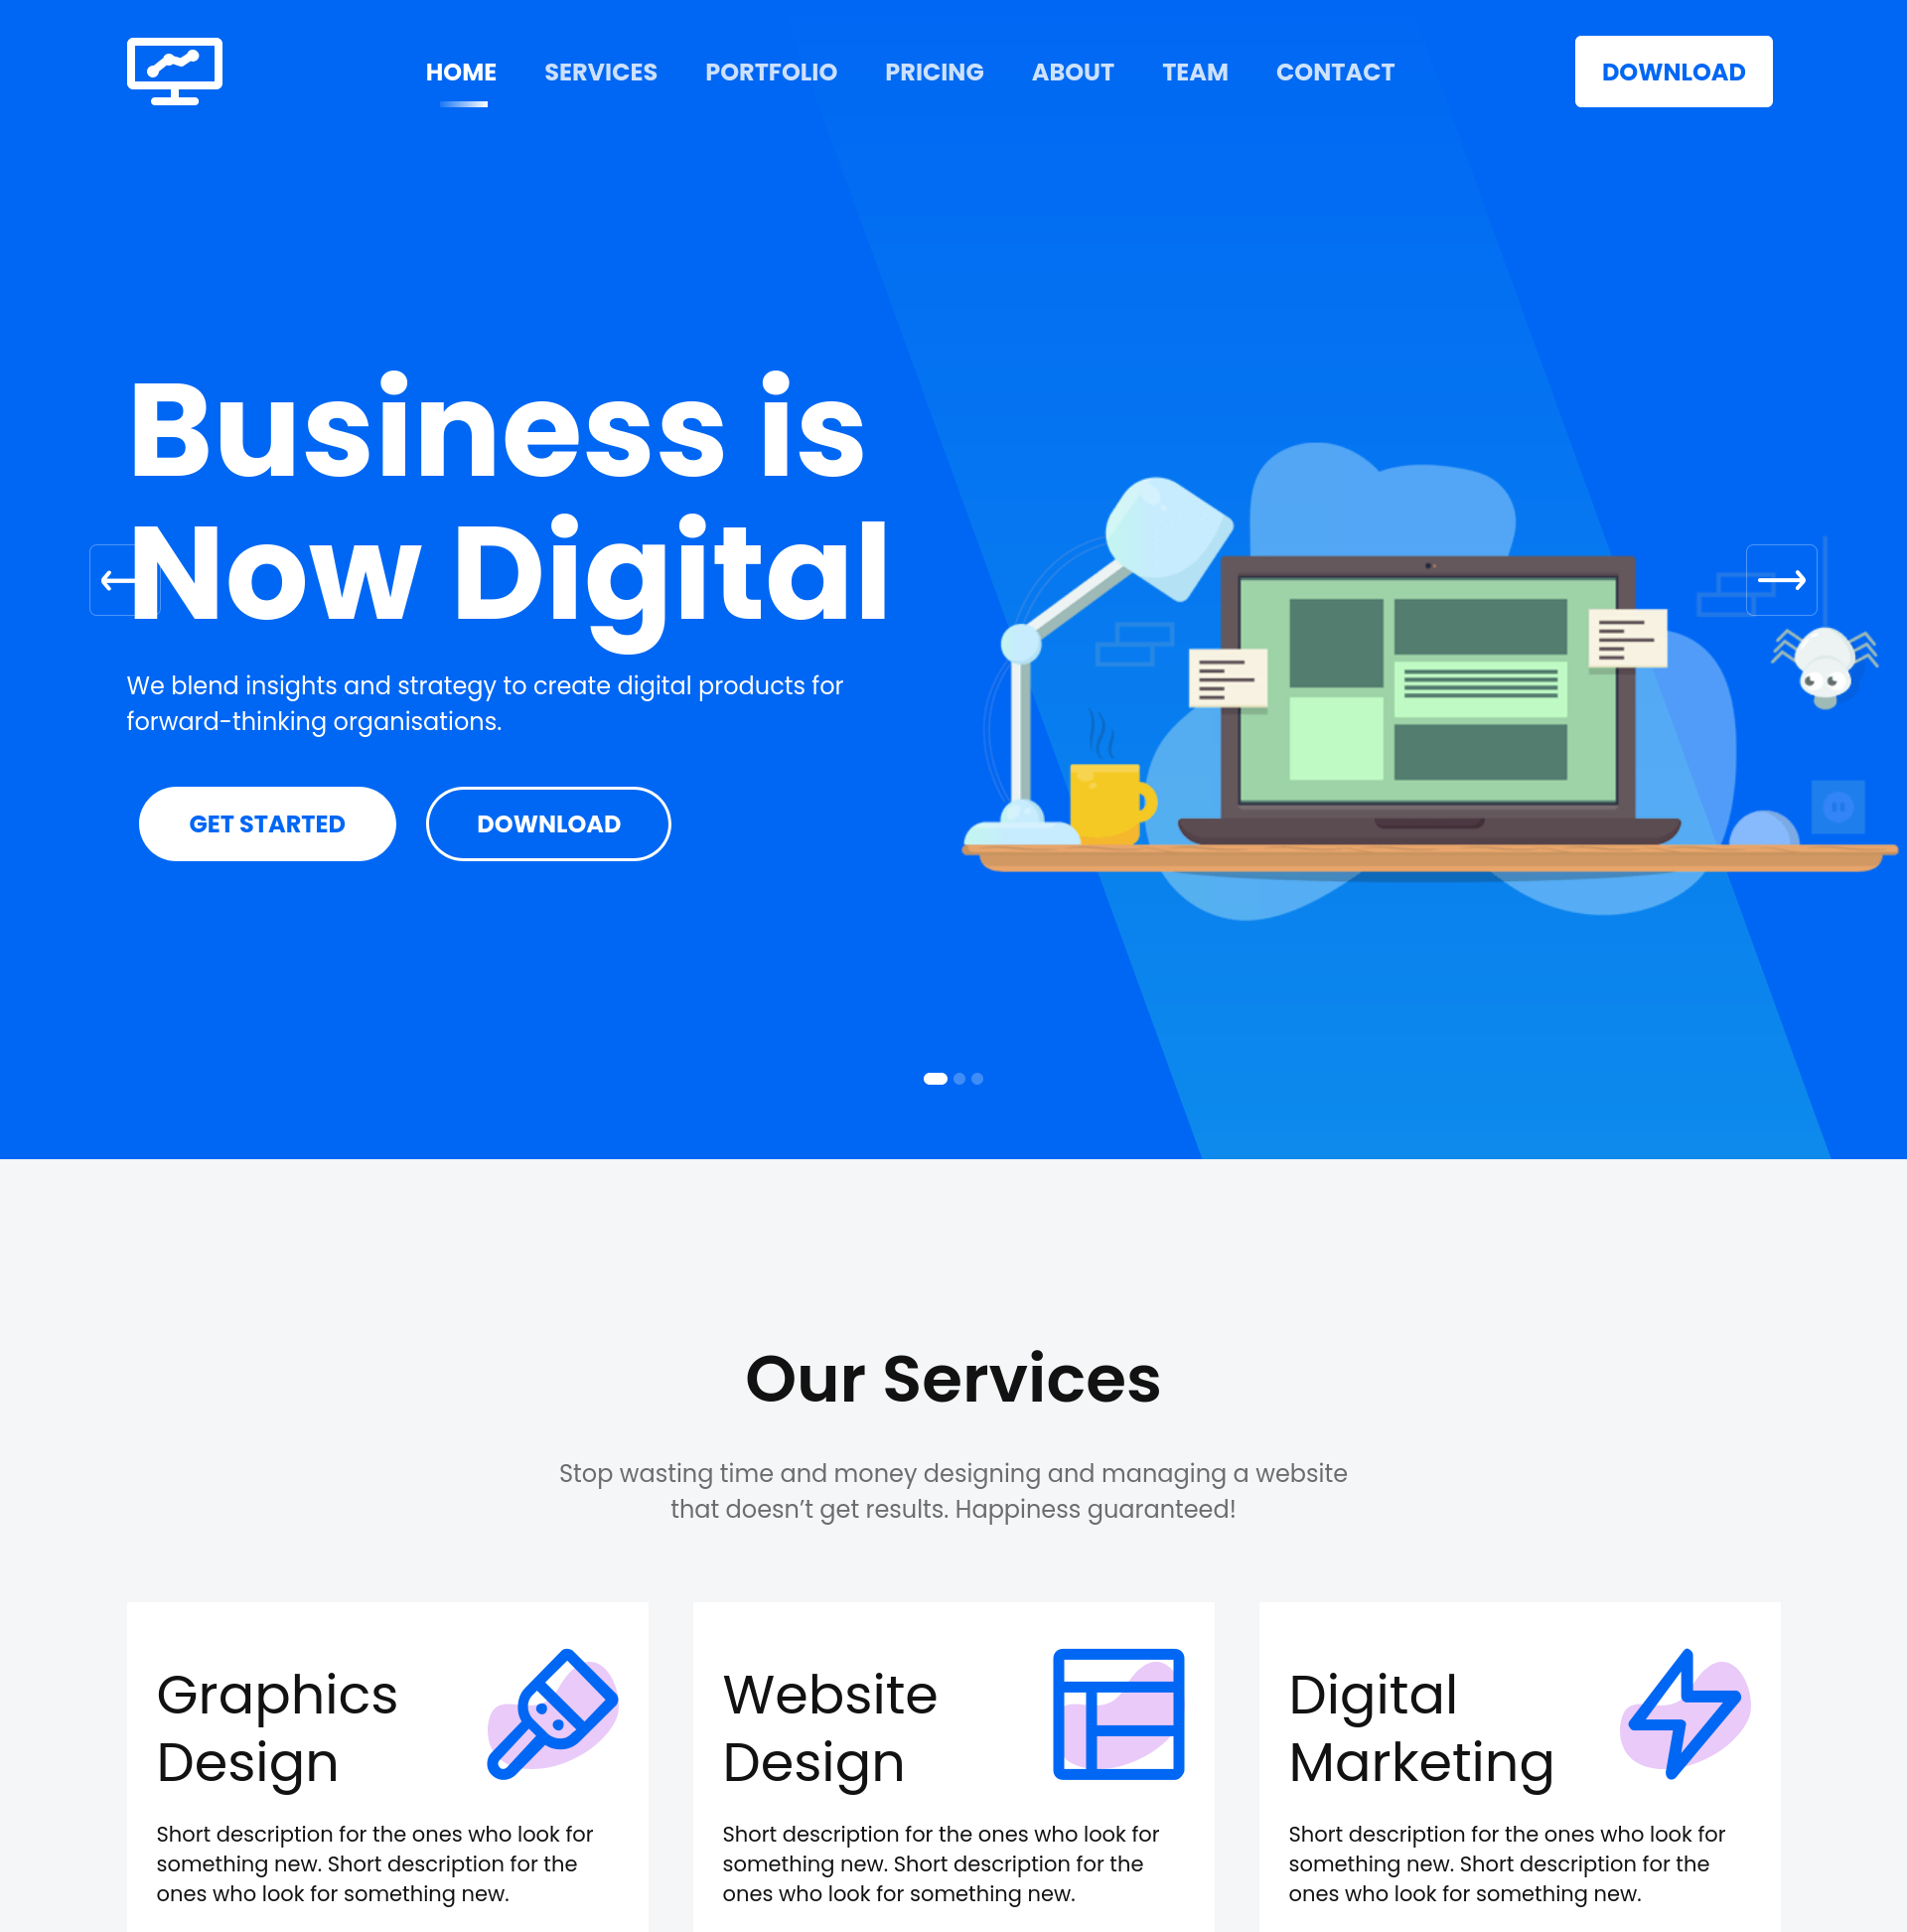 HOME SERVICES PORTFOLIO PRICING ABOUT TEAM CONTACT DOWNLOAD
Business is
Now Digital
We blend insights and strategy to create digital products for
forward-thinking organisations.
GET STARTED DOWNLOAD
Our Services
Stop wasting time and money designing and managing a website
that doesn’t get results. Happiness guaranteed!
Graphics
Design
Short description for the ones who look for
something new. Short description for the
ones who look for something new.
Website
Design
Short description for the ones who look for
something new. Short description for the
ones who look for something new.
Digital
Marketing
Short description for the ones who look for
something new. Short description for the
ones who look for something new.